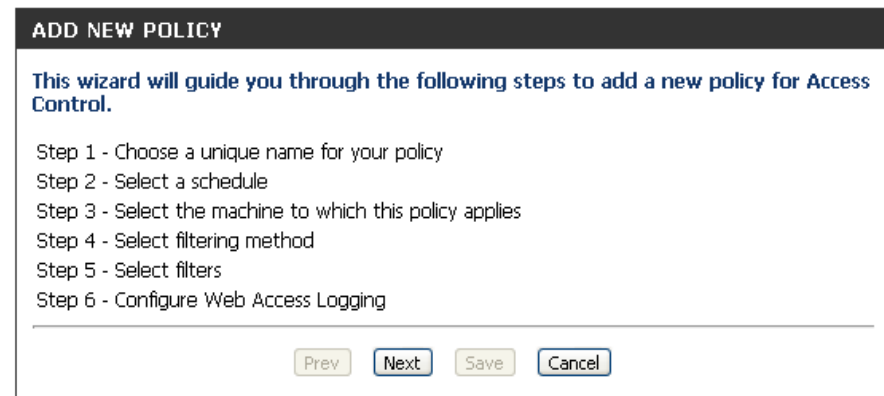 ADD NEW POLICY
This wizard will guide you through the following steps to add a new policy for Access
Control.
Step 1 - Choose a unique name for your policy
Step 2 - Select a schedule
Step 3 - Select the machine to which this policy applies
Step 4 - Select filtering method
Step 5 - Select filters
Step 6 - Configure Web Access Logging
Prev Next Save Cancel